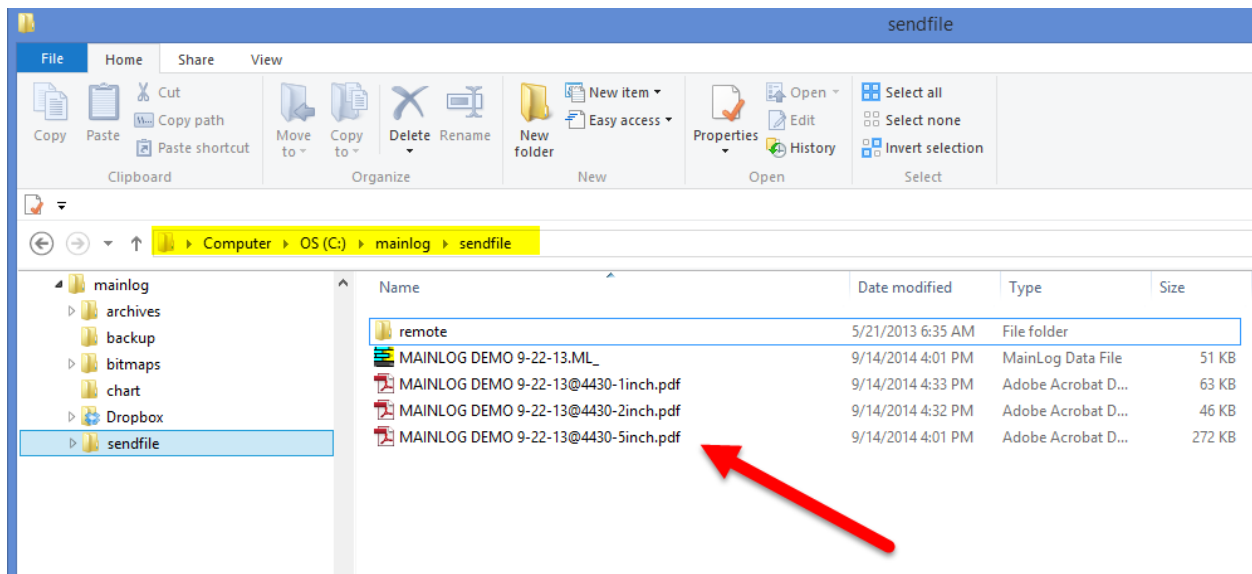 sendfile
File Home Share View
Copy Paste Cut Copy path Paste shortcut Move to Copy to Delete Rename New folder New item Easy access Properties Open Edit History Select all Select none Invert selection
Clipboard Organize New Open Select
Computer OS (C:) mainlog sendfile
mainlog
archives
backup
bitmaps
chart
Dropbox
sendfile
Name Date modified Type Size
remote 5/21/2013 6:35 AM File folder
MAINLOG DEMO 9-22-13.ML_ 9/14/2014 4:01 PM MainLog Data File 51 KB
MAINLOG DEMO 9-22-13@4430-1inch.pdf 9/14/2014 4:33 PM Adobe Acrobat D... 63 KB
MAINLOG DEMO 9-22-13@4430-2inch.pdf 9/14/2014 4:32 PM Adobe Acrobat D... 46 KB
MAINLOG DEMO 9-22-13@4430-5inch.pdf 9/14/2014 4:01 PM Adobe Acrobat D... 272 KB